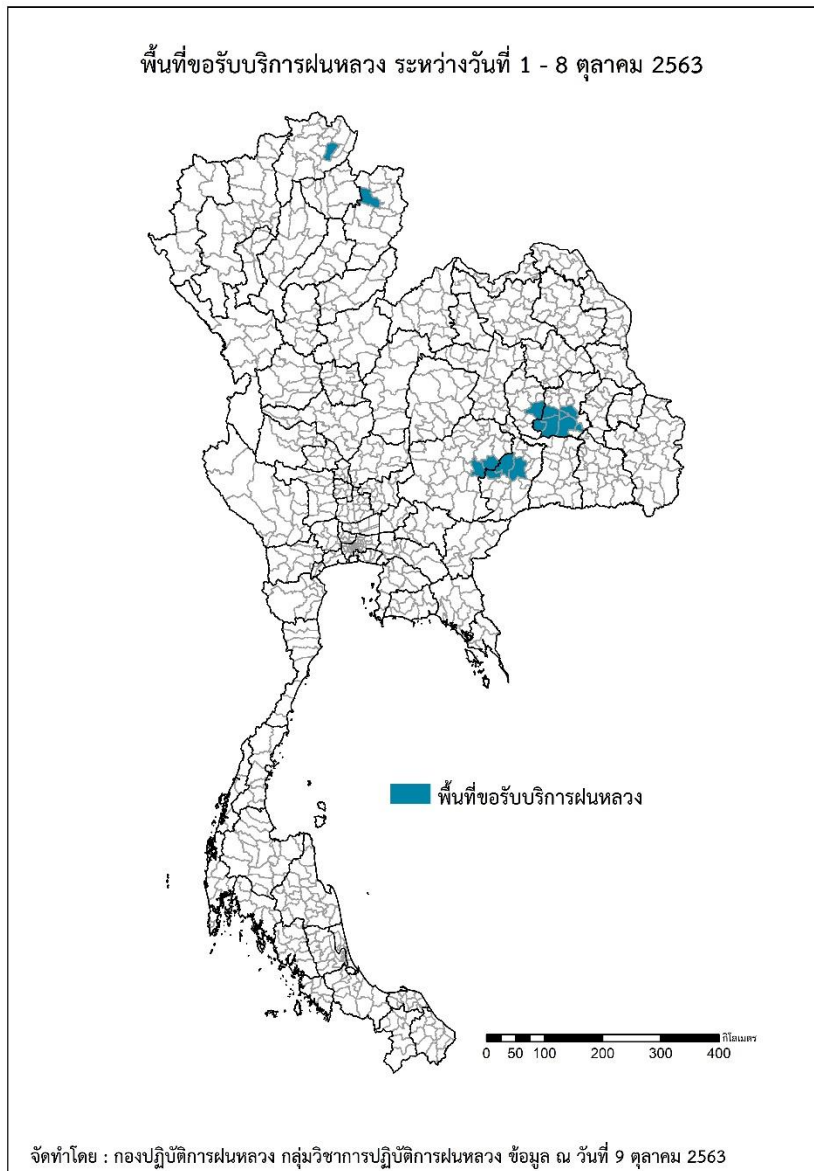 พื้นที่ขอรับบริการฝนหลวง ระหว่างวันที่ 1 - 8 ตุลาคม 2563
พื้นที่ขอรับบริการฝนหลวง
กิโลเมตร
0 50 100 200 300 400
จัดทำโดย : กองปฏิบัติการฝนหลวง กลุ่มวิชาการปฏิบัติการฝนหลวง ข้อมูล ณ วันที่ 9 ตุลาคม 2563